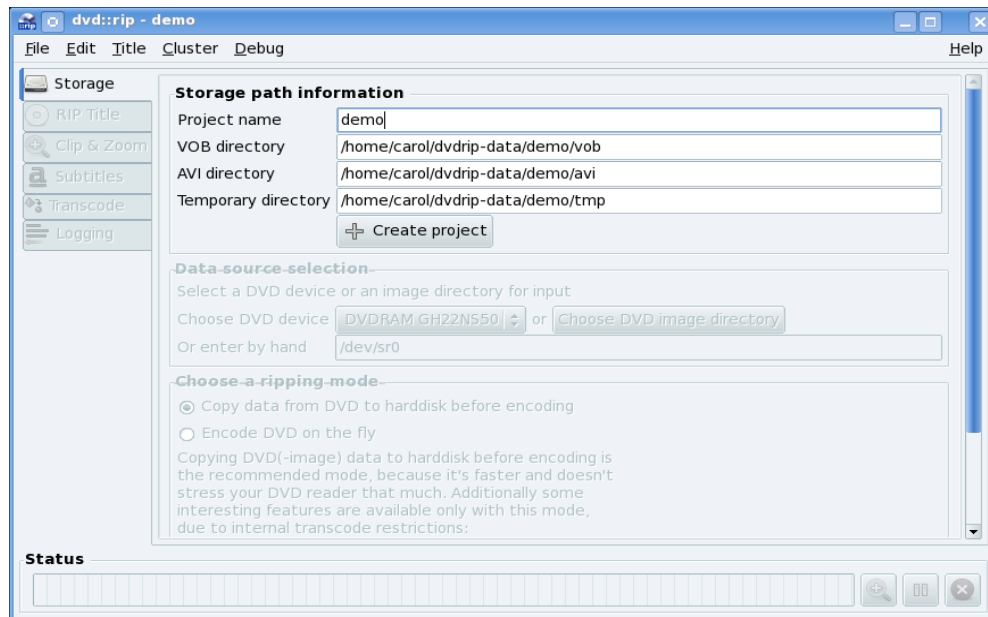 dvd::rip - demo
File Edit Title Cluster Debug Help
Storage
RIP Title
Clip & Zoom
Subtitles
Transcode
Logging
Storage path information
Project name demo
VOB directory /home/carol/dvdrip-data/demo/vob
AVI directory /home/carol/dvdrip-data/demo/avi
Temporary directory /home/carol/dvdrip-data/demo/tmp
Create project
Data source selection
Select a DVD device or an image directory for input
Choose DVD device DVDRAM GH22NS50 or Choose DVD image directory
Or enter by hand /dev/sr0
Choose a ripping mode
Copy data from DVD to harddisk before encoding
Encode DVD on the fly
Copying DVD(-image) data to harddisk before encoding is
the recommended mode, because it's faster and doesn't
stress your DVD reader that much. Additionally some
interesting features are available only with this mode,
due to internal transcode restrictions:
Status